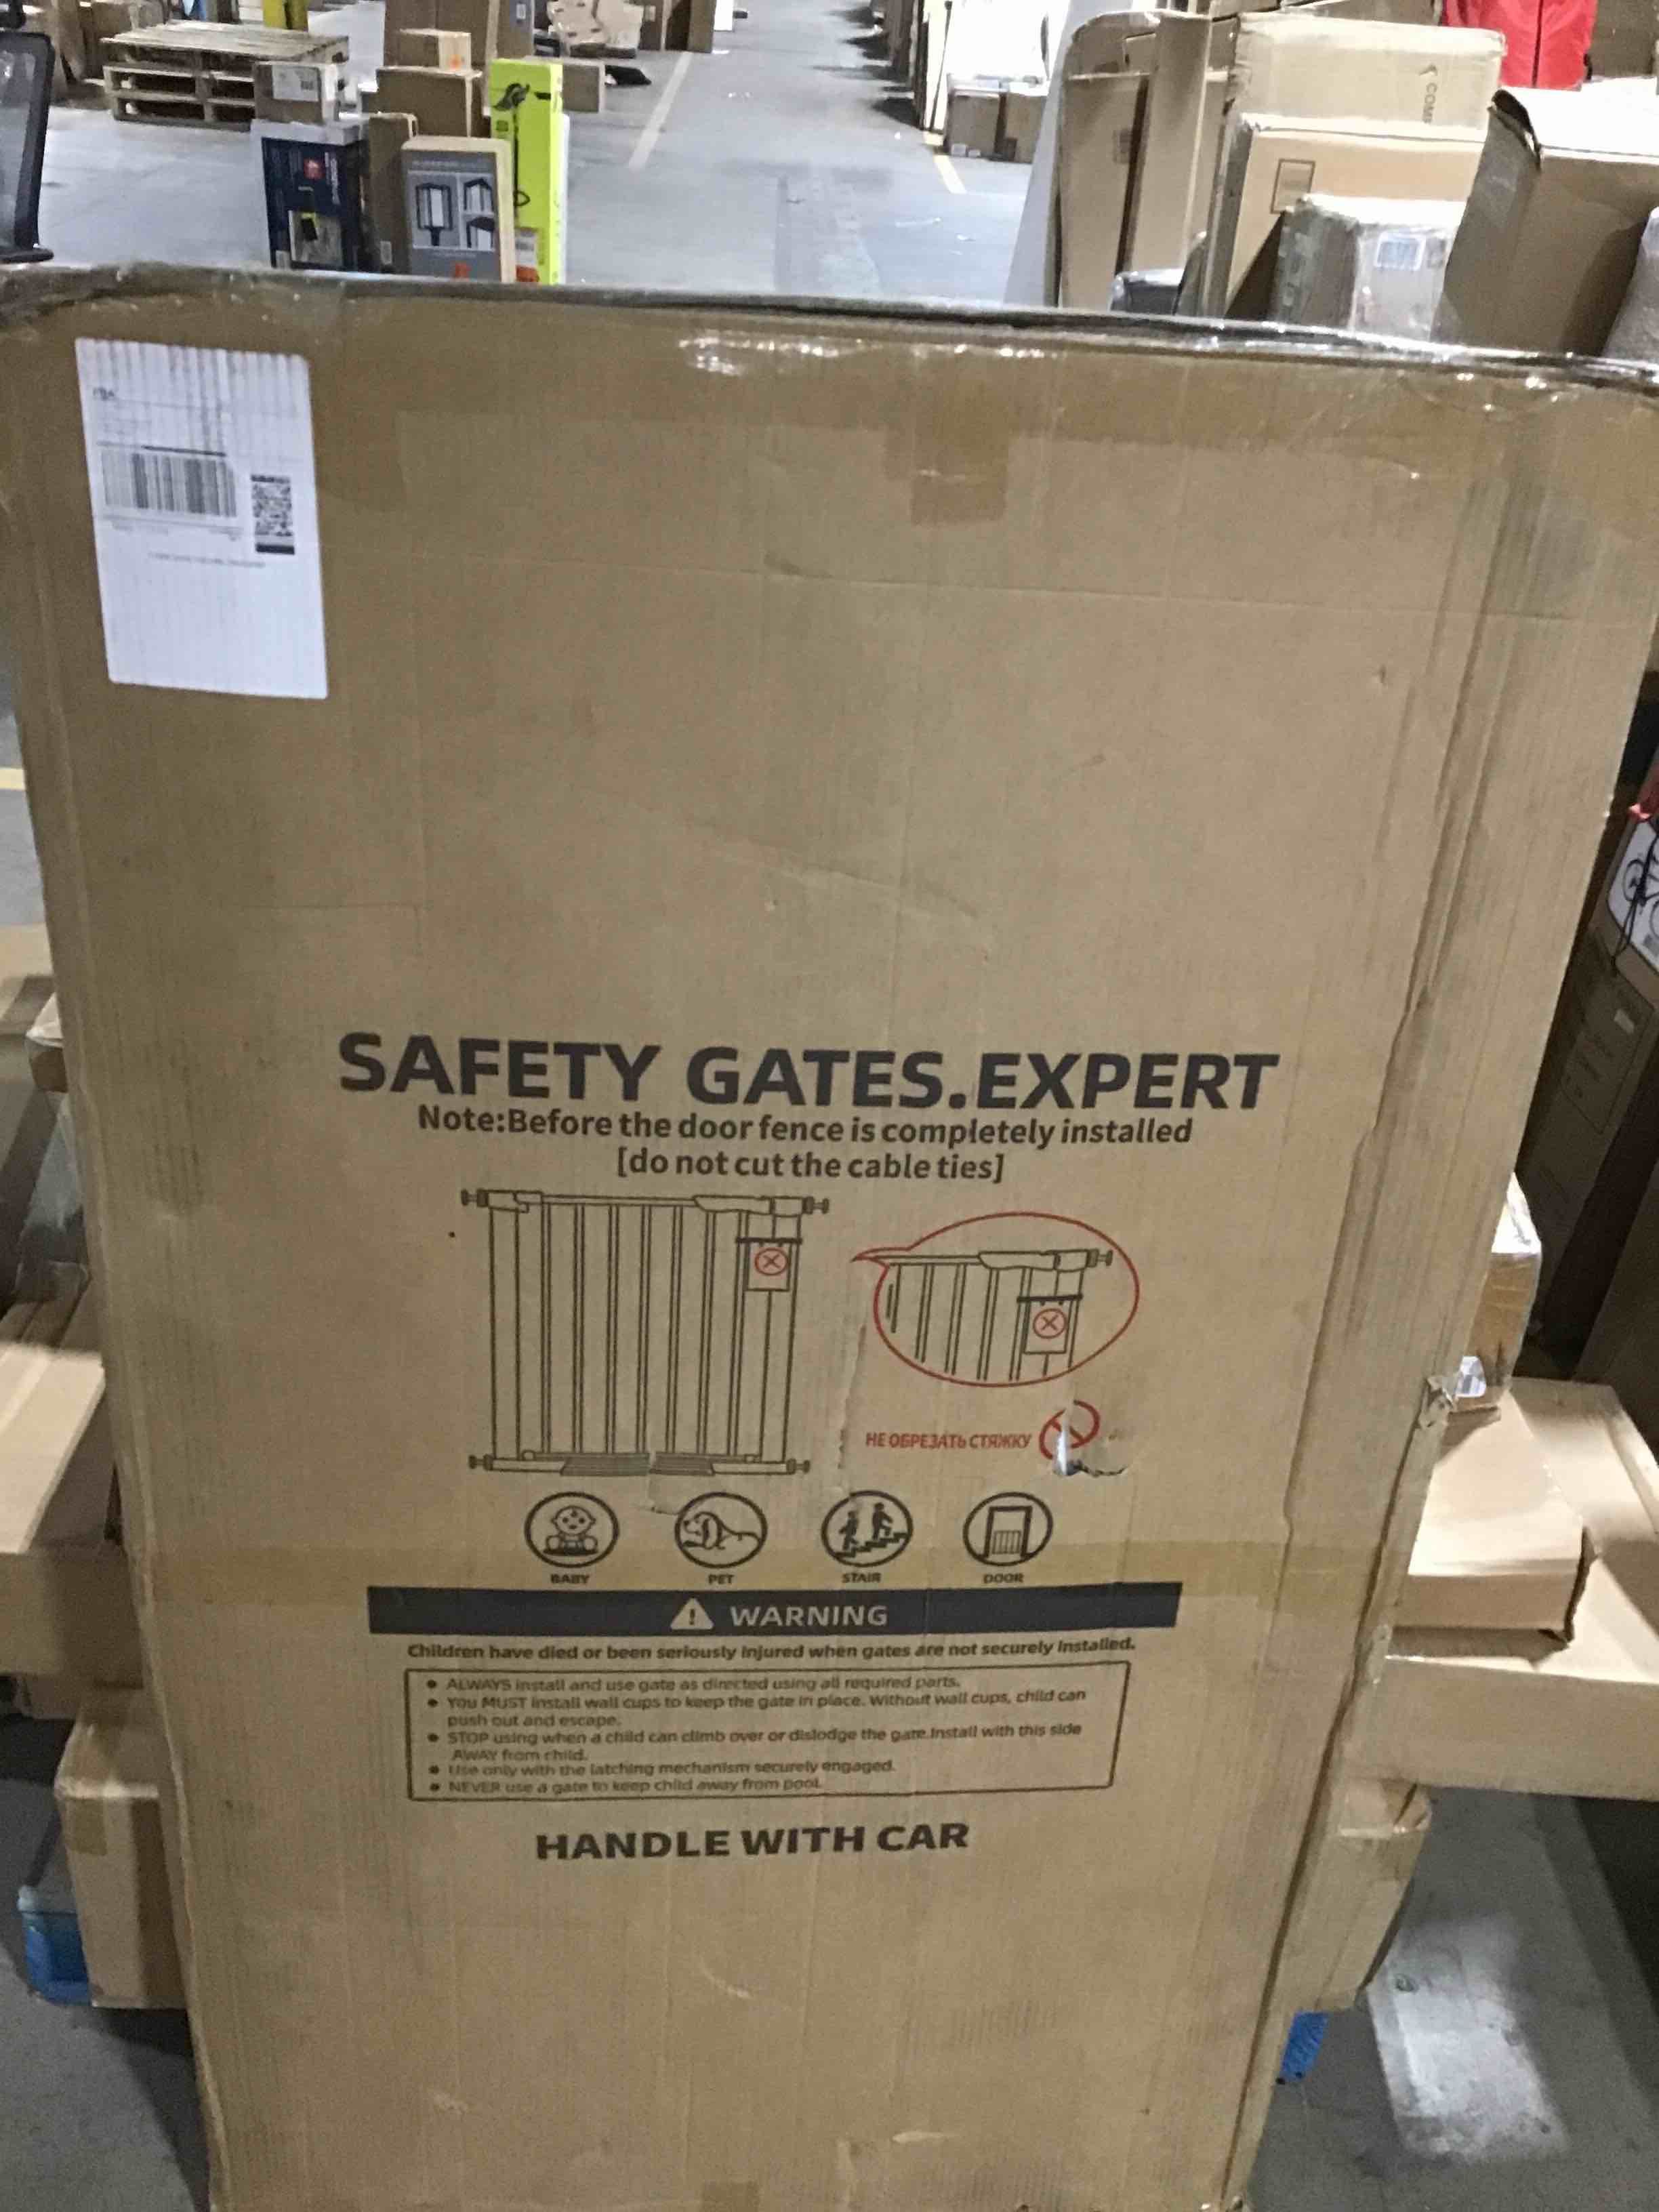 FBA
SAFETY GATES.EXPERT
Note:Before the door fence is completely installed
[do not cut the cable ties]
НЕ ОБРЕЗАТЬ СТЯЖКУ
BABY PET STAIR DOOR
WARNING
Children have died or been seriously injured when gates are not securely installed.
ALWAYS install and use gate as directed using all required parts.
You MUST install wall cups to keep the gate in place. Without wall cups, child can
push out and escape.
STOP using when a child can climb over or dislodge the gate.Install with this side
AWAY from child.
Use only with the latching mechanism securely engaged.
NEVER use a gate to keep child away from pool.
HANDLE WITH CAR